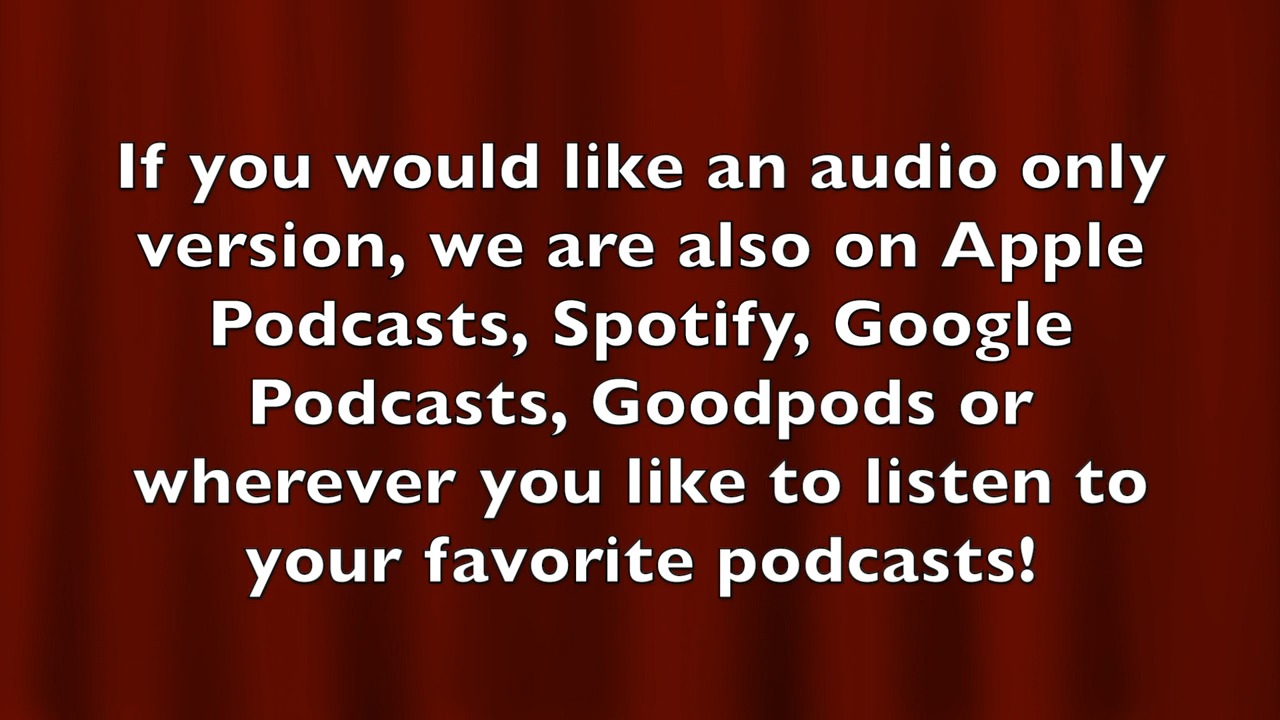 If you would like an audio only
version, we are also on Apple
Podcasts, Spotify, Google
Podcasts, Goodpods or
wherever you like to listen to
your favorite podcasts!